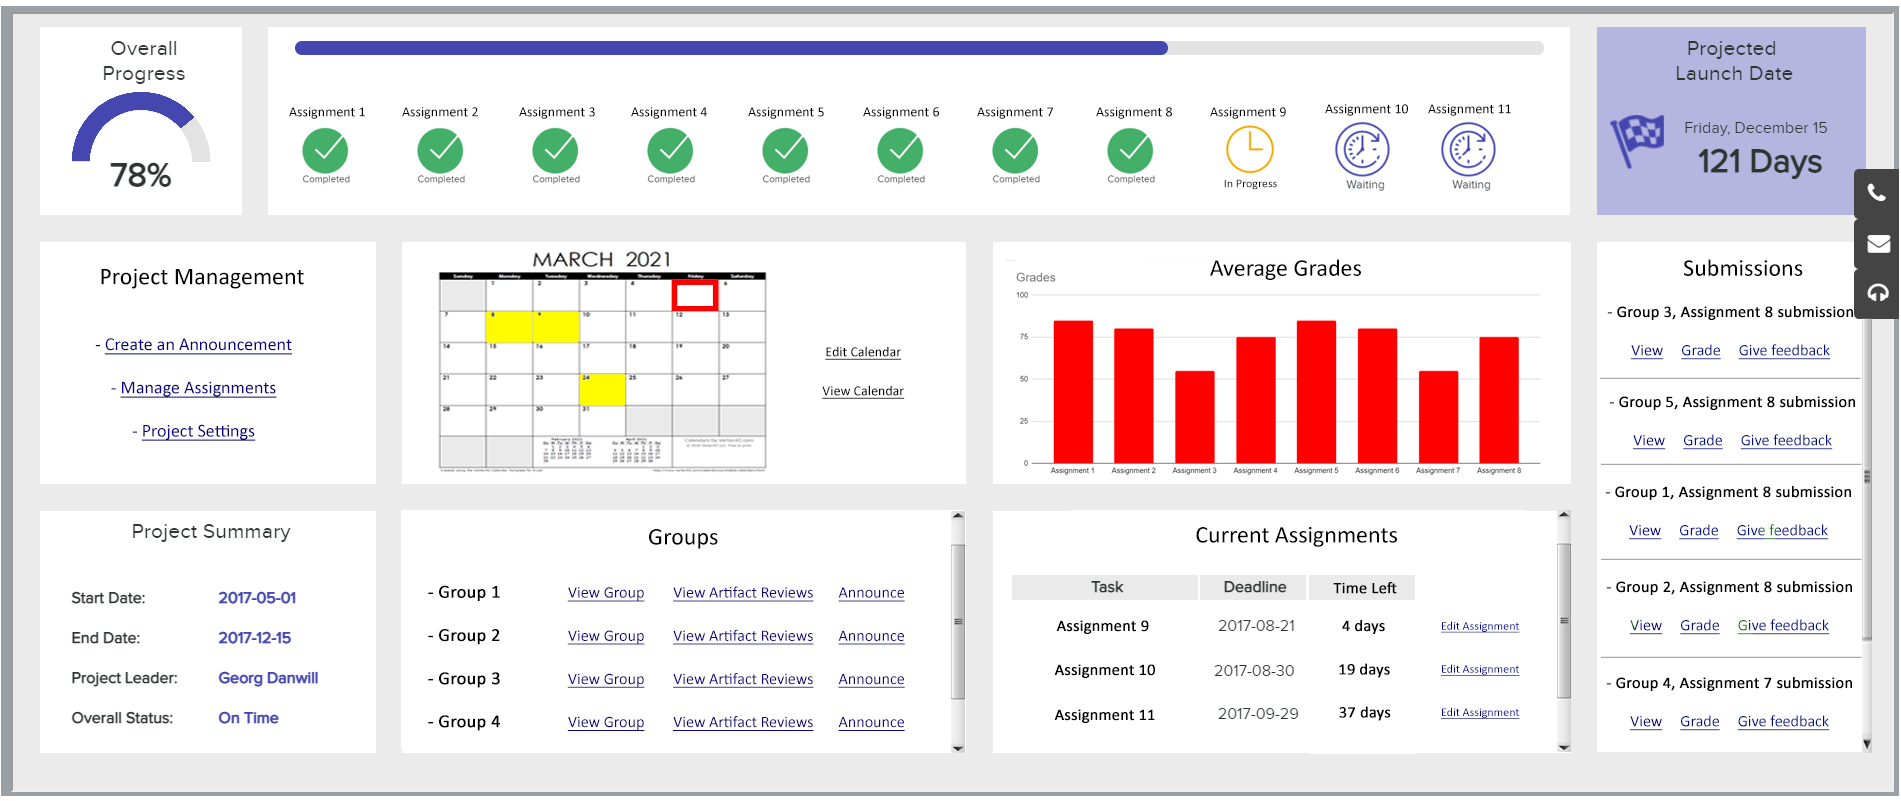 Overall
Progress
78%
Assignment 1
Assignment 2
Assignment 3
Assignment 4
Assignment 5
Assignment 6
Assignment 7
Assignment 8
Assignment 9
Assignment 10
Assignment 11
Completed
Completed
Completed
Completed
Completed
Completed
Completed
Completed
In Progress
Waiting
Waiting
Projected
Launch Date
Friday, December 15
121 Days
Project Management
- Create an Announcement
- Manage Assignments
- Project Settings
MARCH 2021
Sunday Monday Tuesday Wednesday Thursday Friday Saturday
1 2 3 4 6
7 8 9 10 11 12 13
14 15 16 17 18 19 20
21 22 23 24 25 26 27
28 29 30 31
February 2021
April 2021
Edit Calendar
View Calendar
Average Grades
Grades
100
75
50
25
0
Assignment 1
Assignment 2
Assignment 3
Assignment 4
Assignment 5
Assignment 6
Assignment 7
Assignment 8
Submissions
- Group 3, Assignment 8 submission
View Grade Give feedback
- Group 5, Assignment 8 submission
View Grade Give feedback
- Group 1, Assignment 8 submission
View Grade Give feedback
- Group 2, Assignment 8 submission
View Grade Give feedback
- Group 4, Assignment 7 submission
View Grade Give feedback
Project Summary
Start Date: 2017-05-01
End Date: 2017-12-15
Project Leader: Georg Danwill
Overall Status: On Time
Groups
- Group 1 View Group View Artifact Reviews Announce
- Group 2 View Group View Artifact Reviews Announce
- Group 3 View Group View Artifact Reviews Announce
- Group 4 View Group View Artifact Reviews Announce
Current Assignments
Task Deadline Time Left
Assignment 9 2017-08-21 4 days Edit Assignment
Assignment 10 2017-08-30 19 days Edit Assignment
Assignment 11 2017-09-29 37 days Edit Assignment